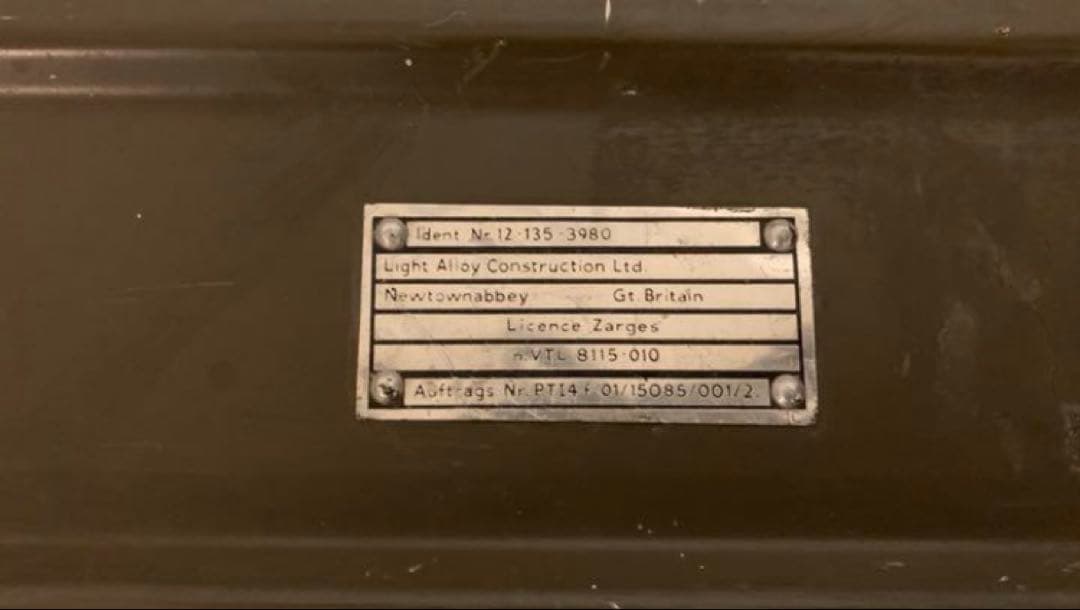 Ident Nr. 12-135-3980
Light Alloy Construction Ltd.
Newtownabbey Gt. Britain
Licence Zarges
n. VTL 8115-010
Auftrags Nr. PTI4f 01/15085/001/2.